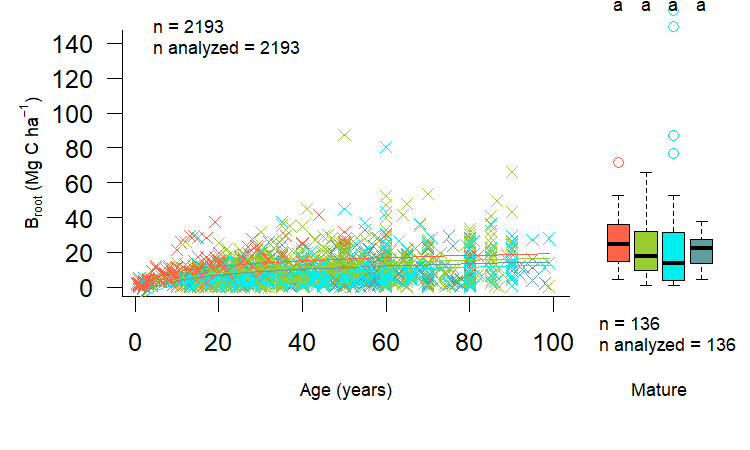 a a a a
n = 2193
n analyzed = 2193
140
120
100
80
60
40
20
0
B root (Mg C ha−1)
0 20 40 60 80 100
Age (years)
n = 136
n analyzed = 136
Mature